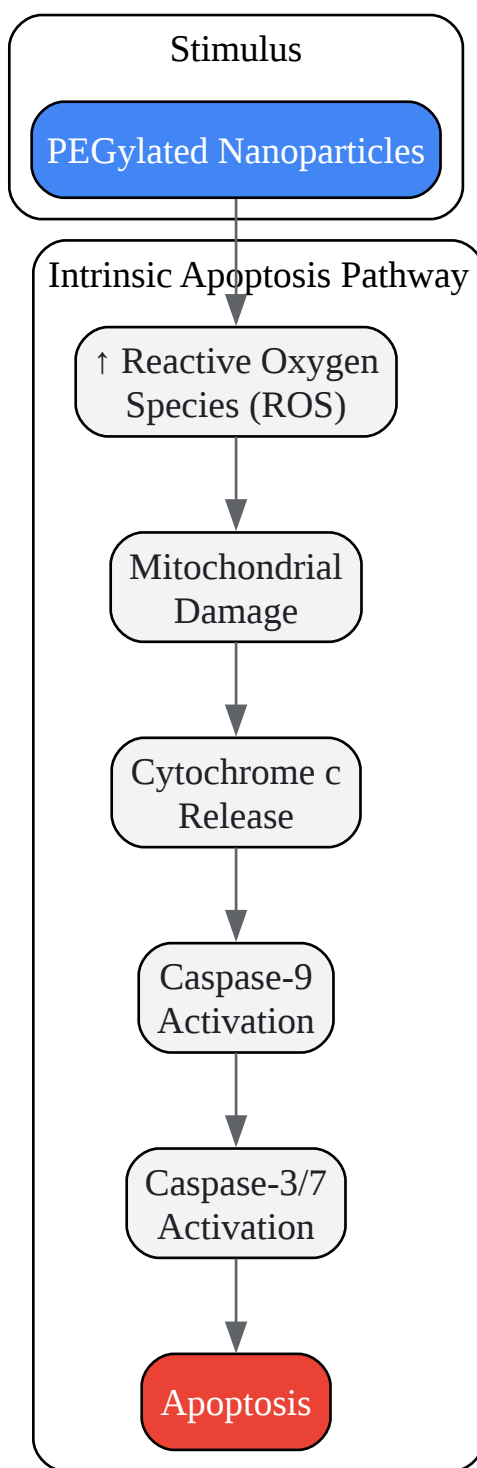 Stimulus
PEGylated Nanoparticles
Intrinsic Apoptosis Pathway
↑ Reactive Oxygen
Species (ROS)
Mitochondrial
Damage
Cytochrome c
Release
Caspase-9
Activation
Caspase-3/7
Activation
Apoptosis